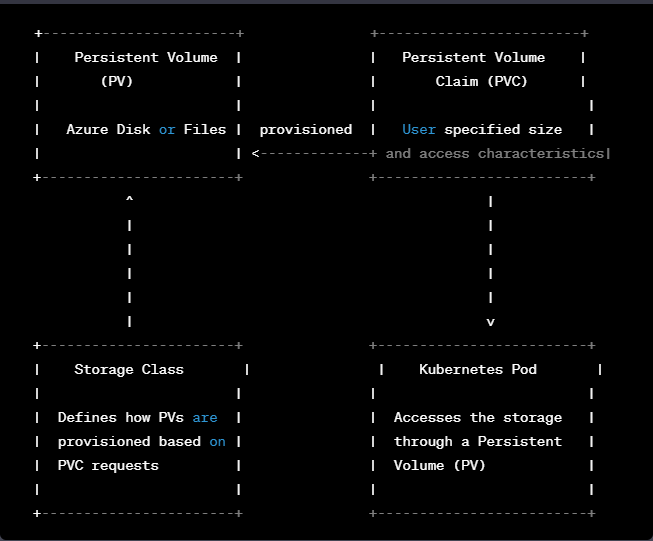 +-----------------------+               +------------------------+
|    Persistent Volume  |               |   Persistent Volume    |
|       (PV)            |               |       Claim (PVC)      |
|                       |               |                         |
|   Azure Disk or Files |  provisioned  |   User specified size   |
|                       | <-------------+ and access characteristics|
+-----------------------+               +-------------------------+
           ^                                          |
           |                                          |
           |                                          |
           |                                          |
           |                                          |
           |                                          v
+-----------------------+               +-------------------------+
|    Storage Class       |               |    Kubernetes Pod       |
|                       |               |                         |
|  Defines how PVs are  |               |  Accesses the storage   |
|  provisioned based on |               |  through a Persistent   |
|  PVC requests         |               |  Volume (PV)            |
|                       |               |                         |
+-----------------------+               +-------------------------+